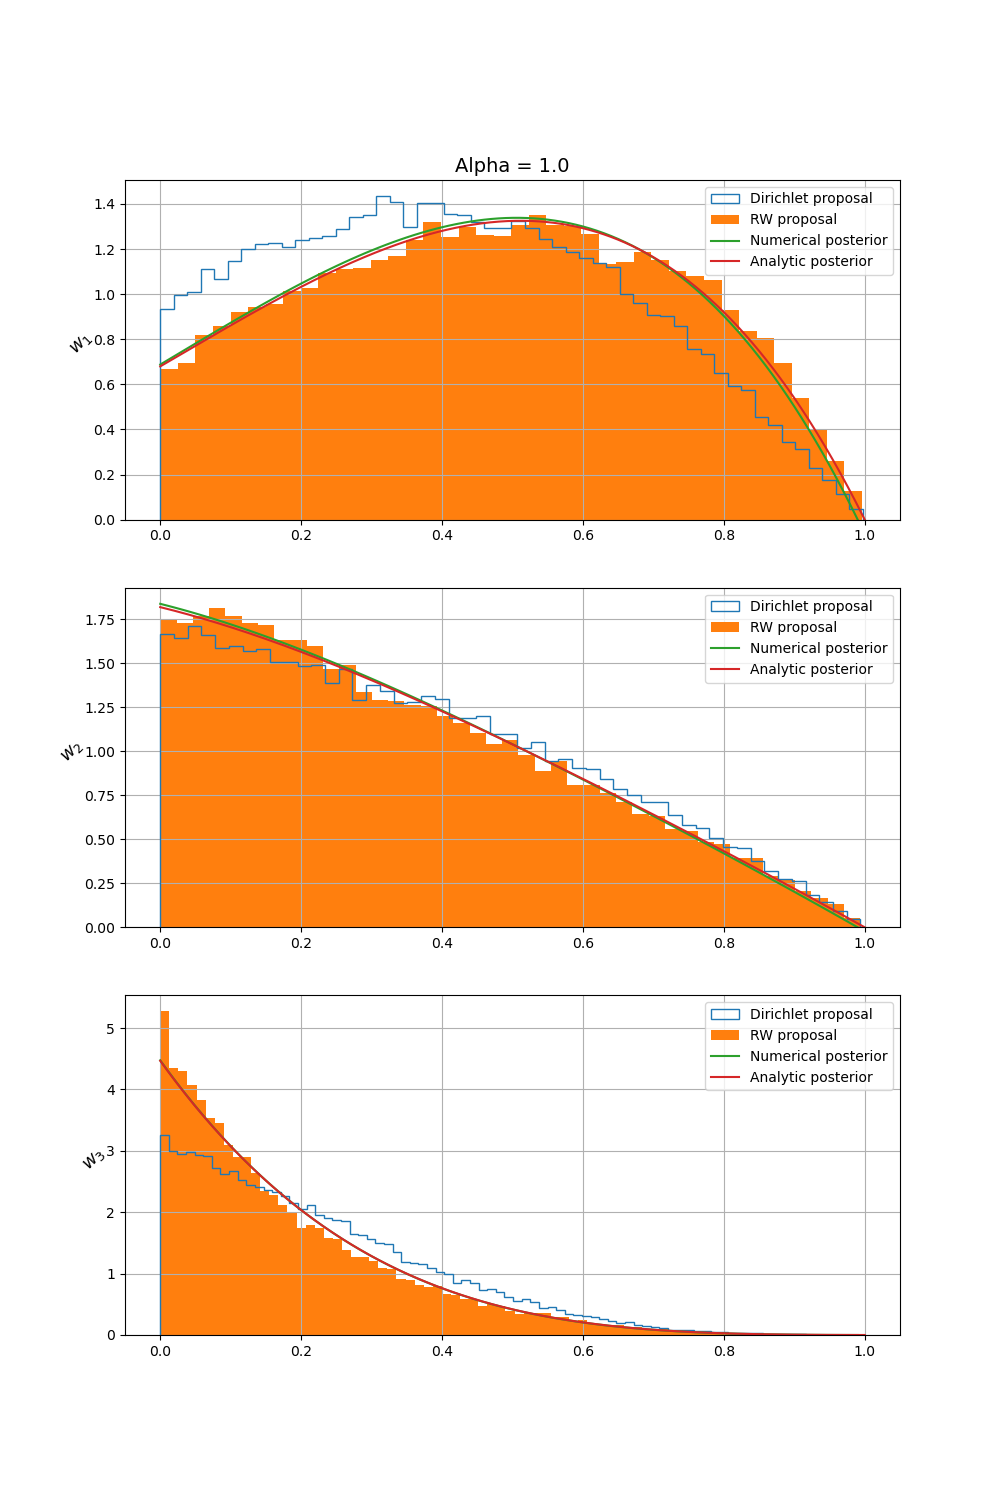 Alpha = 1.0
1.4
1.2
1.0
0.8
0.6
0.4
0.2
0.0
w₁
Dirichlet proposal
RW proposal
Numerical posterior
Analytic posterior
0.0 0.2 0.4 0.6 0.8 1.0
1.75
1.50
1.25
1.00
0.75
0.50
0.25
0.00
w₂
Dirichlet proposal
RW proposal
Numerical posterior
Analytic posterior
0.0 0.2 0.4 0.6 0.8 1.0
5
4
3
2
1
0
w₃
Dirichlet proposal
RW proposal
Numerical posterior
Analytic posterior
0.0 0.2 0.4 0.6 0.8 1.0